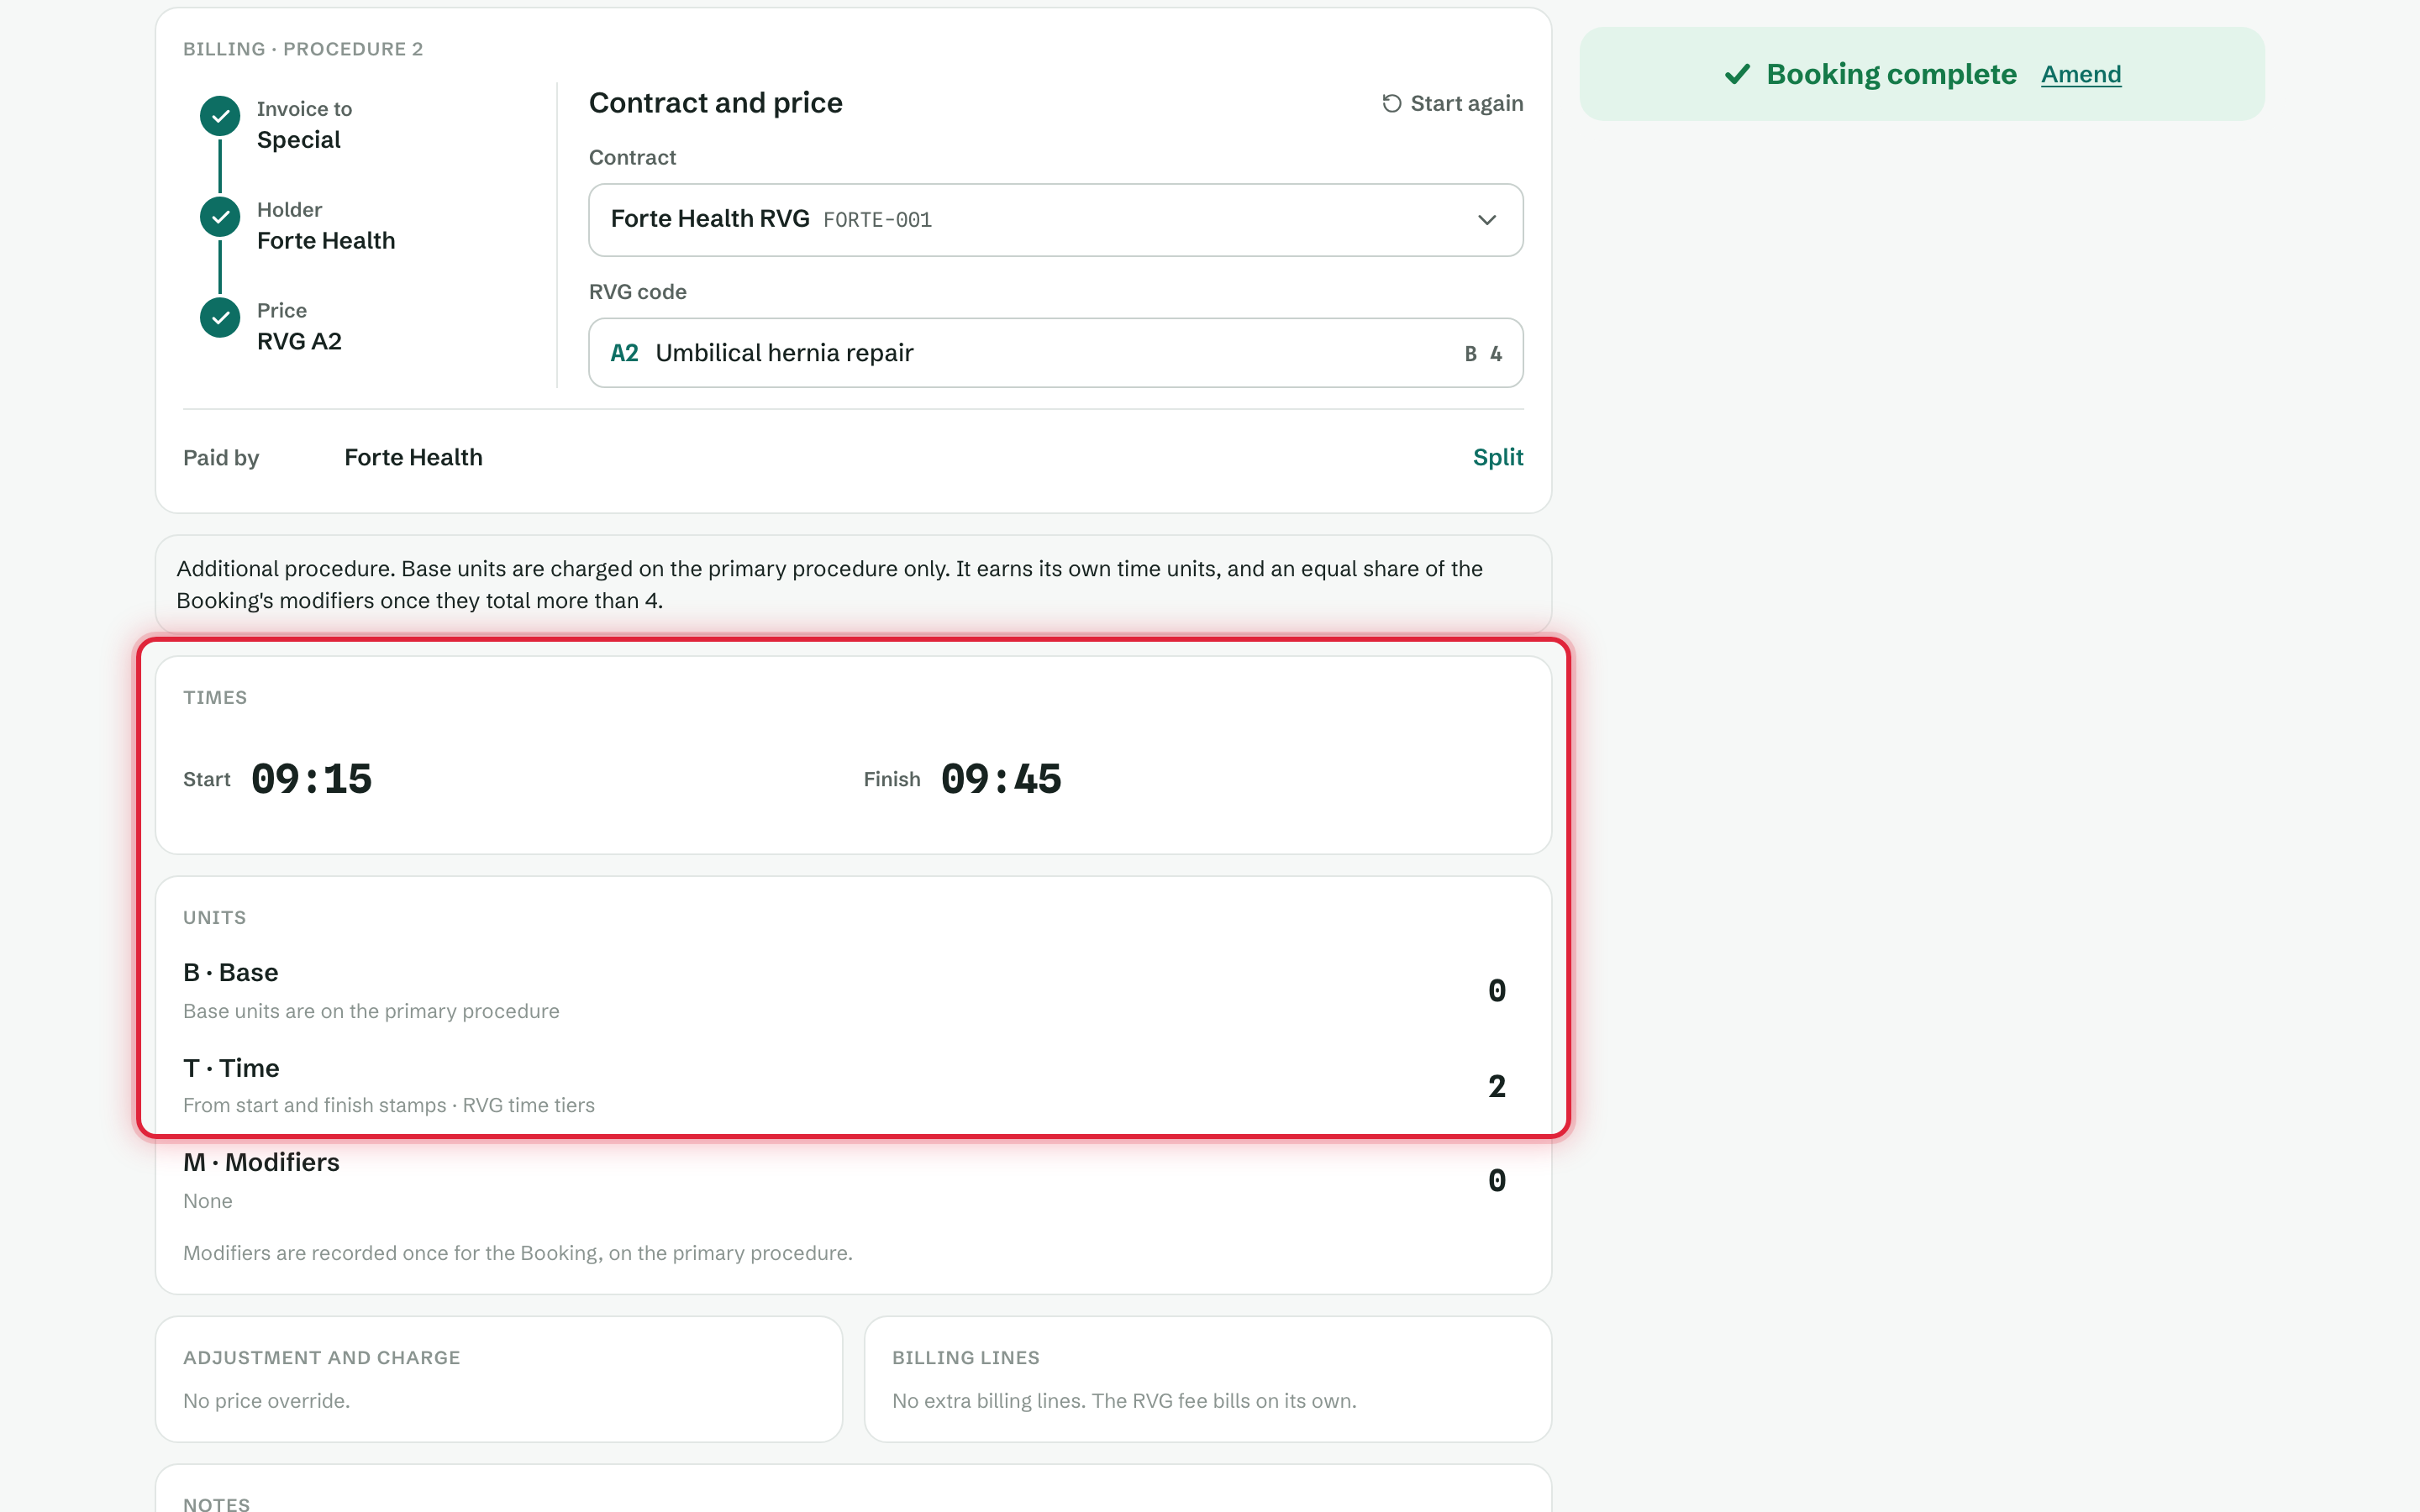 BILLING · PROCEDURE 2
Invoice to
Special
Holder
Forte Health
Price
RVG A2
Contract and price
Start again
Contract
Forte Health RVG FORTE-001
RVG code
A2 Umbilical hernia repair B 4
Paid by Forte Health Split
Booking complete Amend
Additional procedure. Base units are charged on the primary procedure only. It earns its own time units, and an equal share of the
Booking's modifiers once they total more than 4.
TIMES
Start 09:15 Finish 09:45
UNITS
B · Base 0
Base units are on the primary procedure
T · Time 2
From start and finish stamps · RVG time tiers
M · Modifiers 0
None
Modifiers are recorded once for the Booking, on the primary procedure.
ADJUSTMENT AND CHARGE
No price override.
BILLING LINES
No extra billing lines. The RVG fee bills on its own.
NOTES